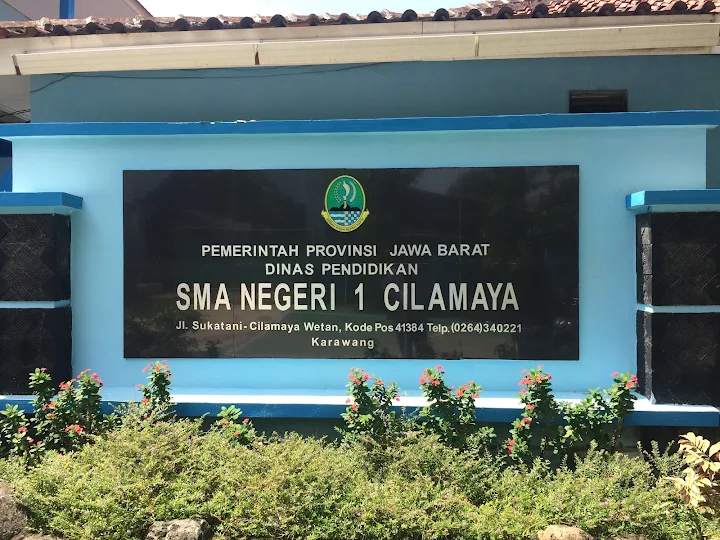 PEMERINTAH PROVINSI JAWA BARAT
DINAS PENDIDIKAN
SMA NEGERI 1 CILAMAYA
Jl. Sukatani-Cilamaya Wetan, Kode Pos 41384 Telp.(0264)340221
Karawang